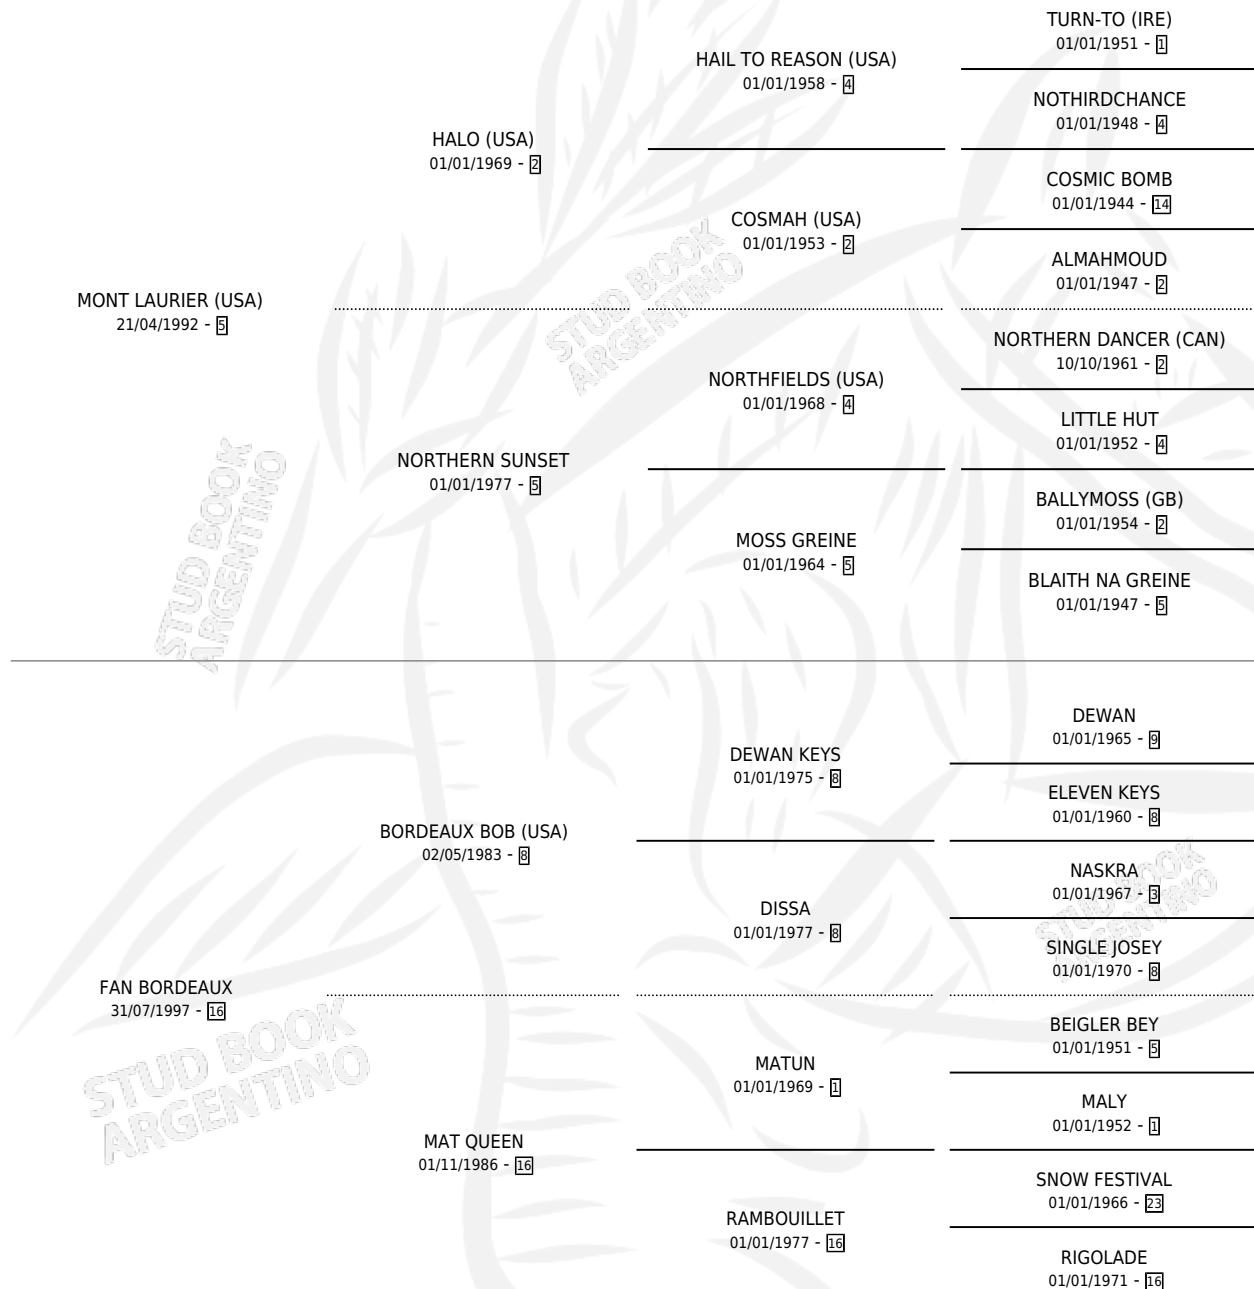 TURN-TO (IRE)
01/01/1951 - 1
HAIL TO REASON (USA)
01/01/1958 - 4
NOTHIRDCHANCE
01/01/1948 - 4
HALO (USA)
01/01/1969 - 2
COSMIC BOMB
01/01/1944 - 14
COSMAH (USA)
01/01/1953 - 2
ALMAHMOUD
01/01/1947 - 2
MONT LAURIER (USA)
21/04/1992 - 5
NORTHERN DANCER (CAN)
10/10/1961 - 2
NORTHFIELDS (USA)
01/01/1968 - 4
LITTLE HUT
01/01/1952 - 4
NORTHERN SUNSET
01/01/1977 - 5
BALLYMOSS (GB)
01/01/1954 - 2
MOSS GREINE
01/01/1964 - 5
BLAITH NA GREINE
01/01/1947 - 5
DEWAN
01/01/1965 - 9
DEWAN KEYS
01/01/1975 - 8
ELEVEN KEYS
01/01/1960 - 8
BORDEAUX BOB (USA)
02/05/1983 - 8
NASKRA
01/01/1967 - 3
DISSA
01/01/1977 - 8
SINGLE JOSEY
01/01/1970 - 8
FAN BORDEAUX
31/07/1997 - 16
BEIGLER BEY
01/01/1951 - 5
MATUN
01/01/1969 - 1
MALY
01/01/1952 - 1
MAT QUEEN
01/11/1986 - 16
SNOW FESTIVAL
01/01/1966 - 23
RAMBOUILLET
01/01/1977 - 16
RIGOLADE
01/01/1971 - 16
STUD BOOK
ARGENTINO
STUD BOOK
ARGENTINO
STUD BOOK
ARGENTINO
STUD BOOK
ARGENTINO